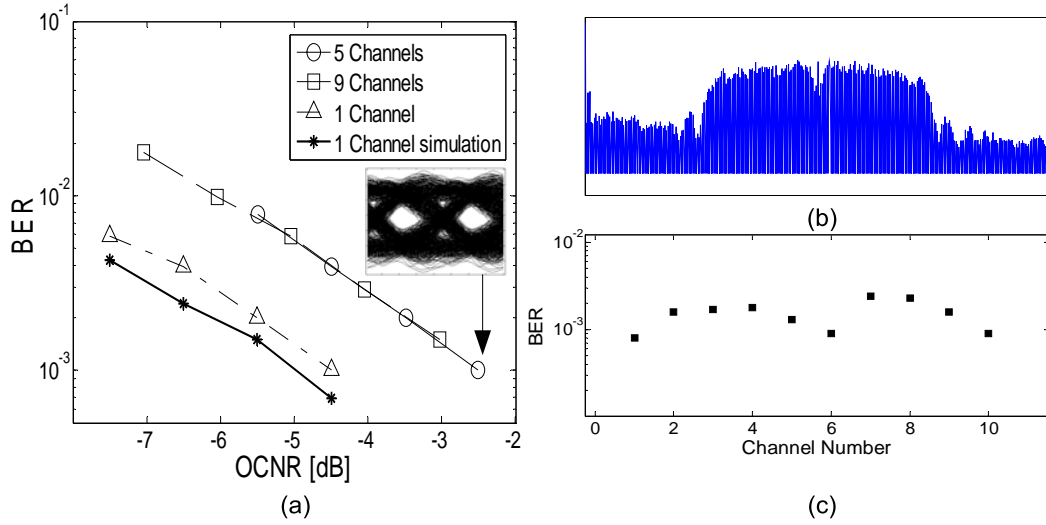 10^-1
10^-2
10^-3
BER
5 Channels
9 Channels
1 Channel
1 Channel simulation
-7 -6 -5 -4 -3 -2
OCNR [dB]
(a)
(b)
10^-2
10^-3
BER
0 2 4 6 8 10
Channel Number
(c)